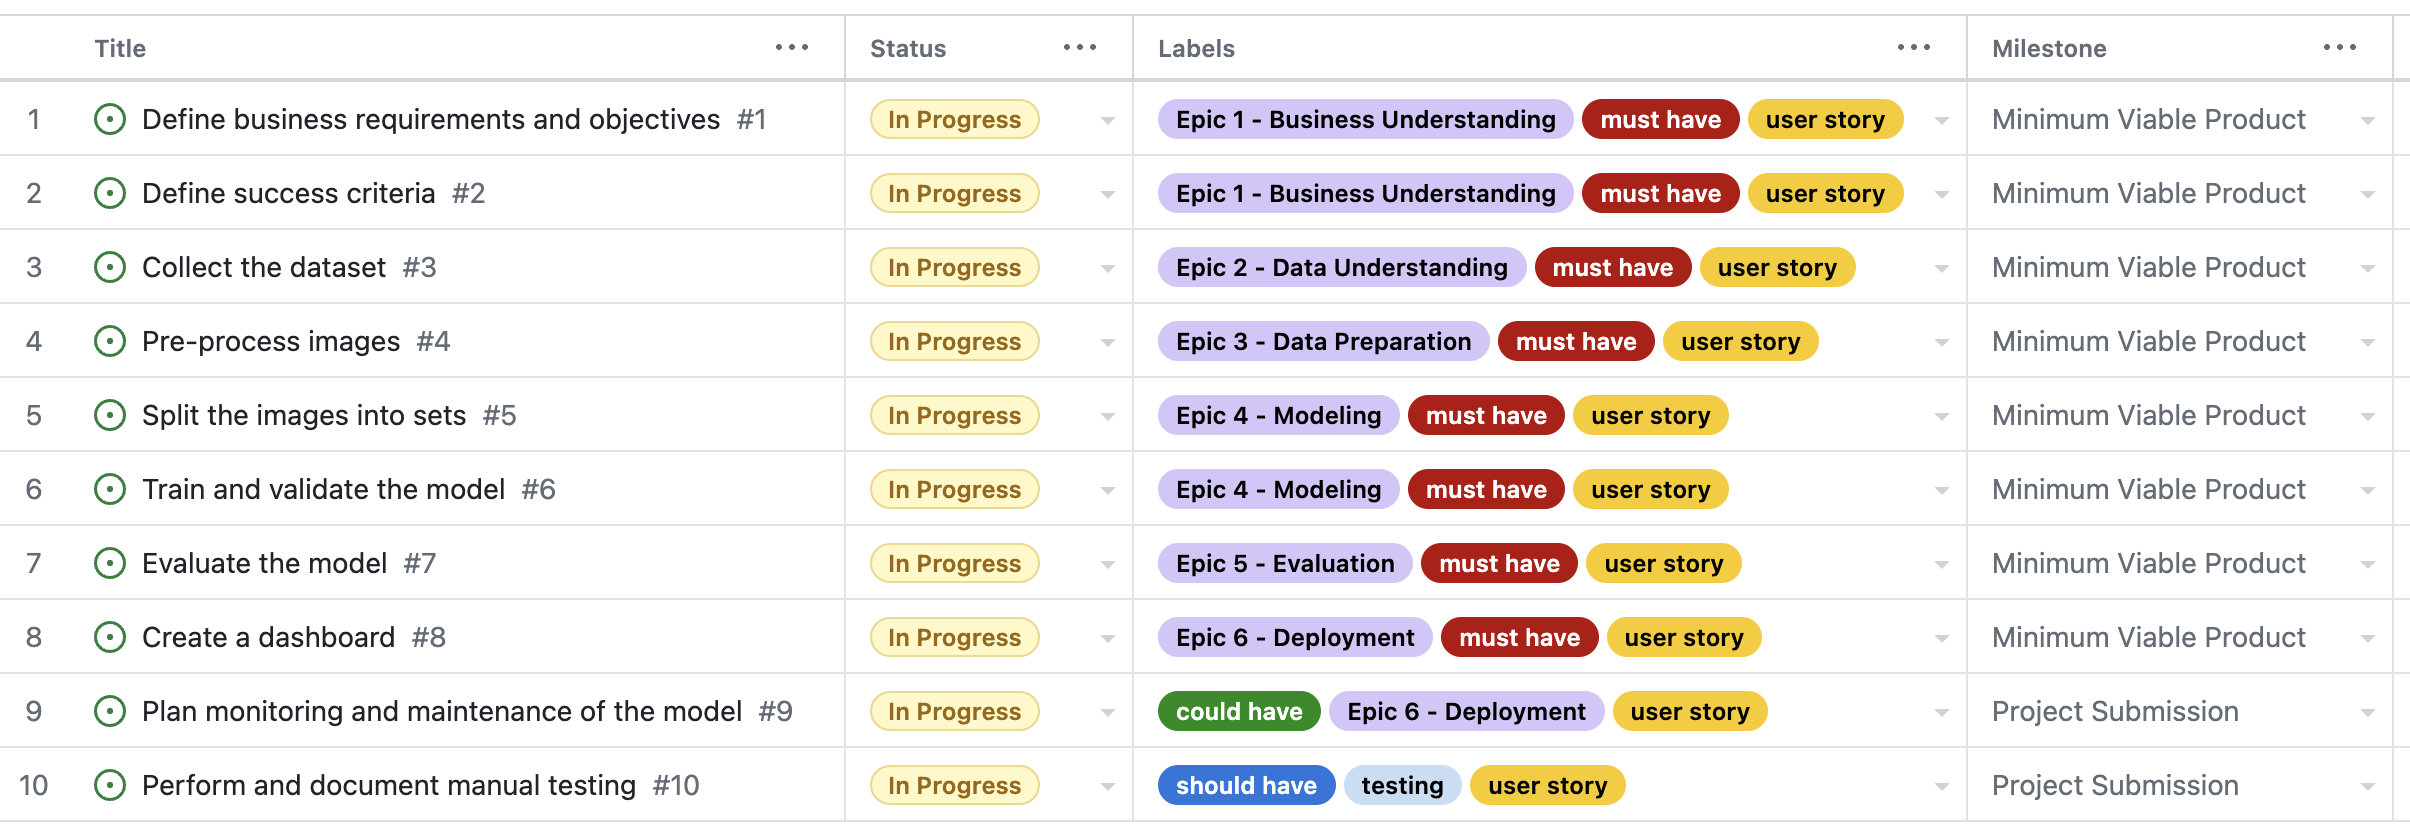 Title ... Status ... Labels ... Milestone ...
1 Define business requirements and objectives #1 In Progress Epic 1 - Business Understanding must have user story Minimum Viable Product
2 Define success criteria #2 In Progress Epic 1 - Business Understanding must have user story Minimum Viable Product
3 Collect the dataset #3 In Progress Epic 2 - Data Understanding must have user story Minimum Viable Product
4 Pre-process images #4 In Progress Epic 3 - Data Preparation must have user story Minimum Viable Product
5 Split the images into sets #5 In Progress Epic 4 - Modeling must have user story Minimum Viable Product
6 Train and validate the model #6 In Progress Epic 4 - Modeling must have user story Minimum Viable Product
7 Evaluate the model #7 In Progress Epic 5 - Evaluation must have user story Minimum Viable Product
8 Create a dashboard #8 In Progress Epic 6 - Deployment must have user story Minimum Viable Product
9 Plan monitoring and maintenance of the model #9 In Progress could have Epic 6 - Deployment user story Project Submission
10 Perform and document manual testing #10 In Progress should have testing user story Project Submission